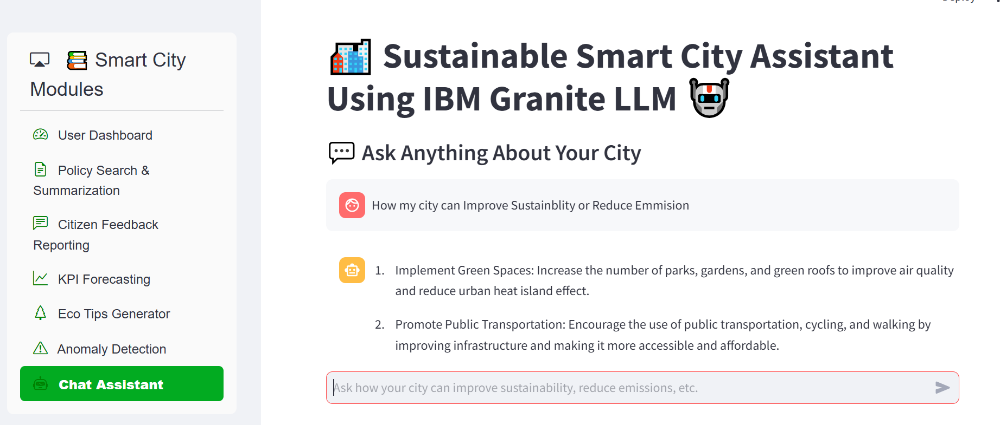 Smart City
Modules
User Dashboard
Policy Search &
Summarization
Citizen Feedback
Reporting
KPI Forecasting
Eco Tips Generator
Anomaly Detection
Chat Assistant
Deploy
Sustainable Smart City Assistant
Using IBM Granite LLM
Ask Anything About Your City
How my city can Improve Sustainblity or Reduce Emmision
1. Implement Green Spaces: Increase the number of parks, gardens, and green roofs to improve air quality
and reduce urban heat island effect.
2. Promote Public Transportation: Encourage the use of public transportation, cycling, and walking by
improving infrastructure and making it more accessible and affordable.
Ask how your city can improve sustainability, reduce emissions, etc.